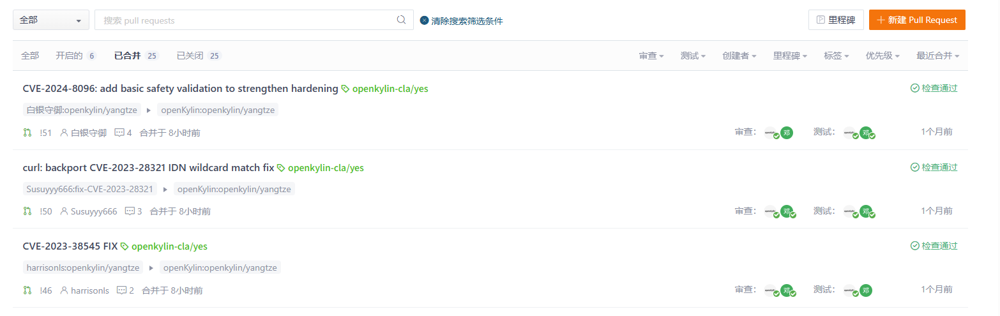 全部 搜索 pull requests 清除搜索筛选条件 里程碑 新建 Pull Request
全部 开启的 6 已合并 25 已关闭 25 审查 测试 创建者 里程碑 标签 优先级 最近合并
CVE-2024-8096: add basic safety validation to strengthen hardening openkylin-cla/yes 检查通过
白银守御:openkylin/yangtze openKylin:openkylin/yangtze
!51 白银守御 4 合并于 8小时前 审查： 邓 测试： 邓 1个月前
curl: backport CVE-2023-28321 IDN wildcard match fix openkylin-cla/yes 检查通过
Susuyyy666:fix-CVE-2023-28321 openKylin:openkylin/yangtze
!50 Susuyyy666 3 合并于 8小时前 审查： 邓 测试： 邓 1个月前
CVE-2023-38545 FIX openkylin-cla/yes 检查通过
harrisonls:openkylin/yangtze openKylin:openkylin/yangtze
!46 harrisonls 2 合并于 8小时前 审查： 邓 测试： 邓 1个月前